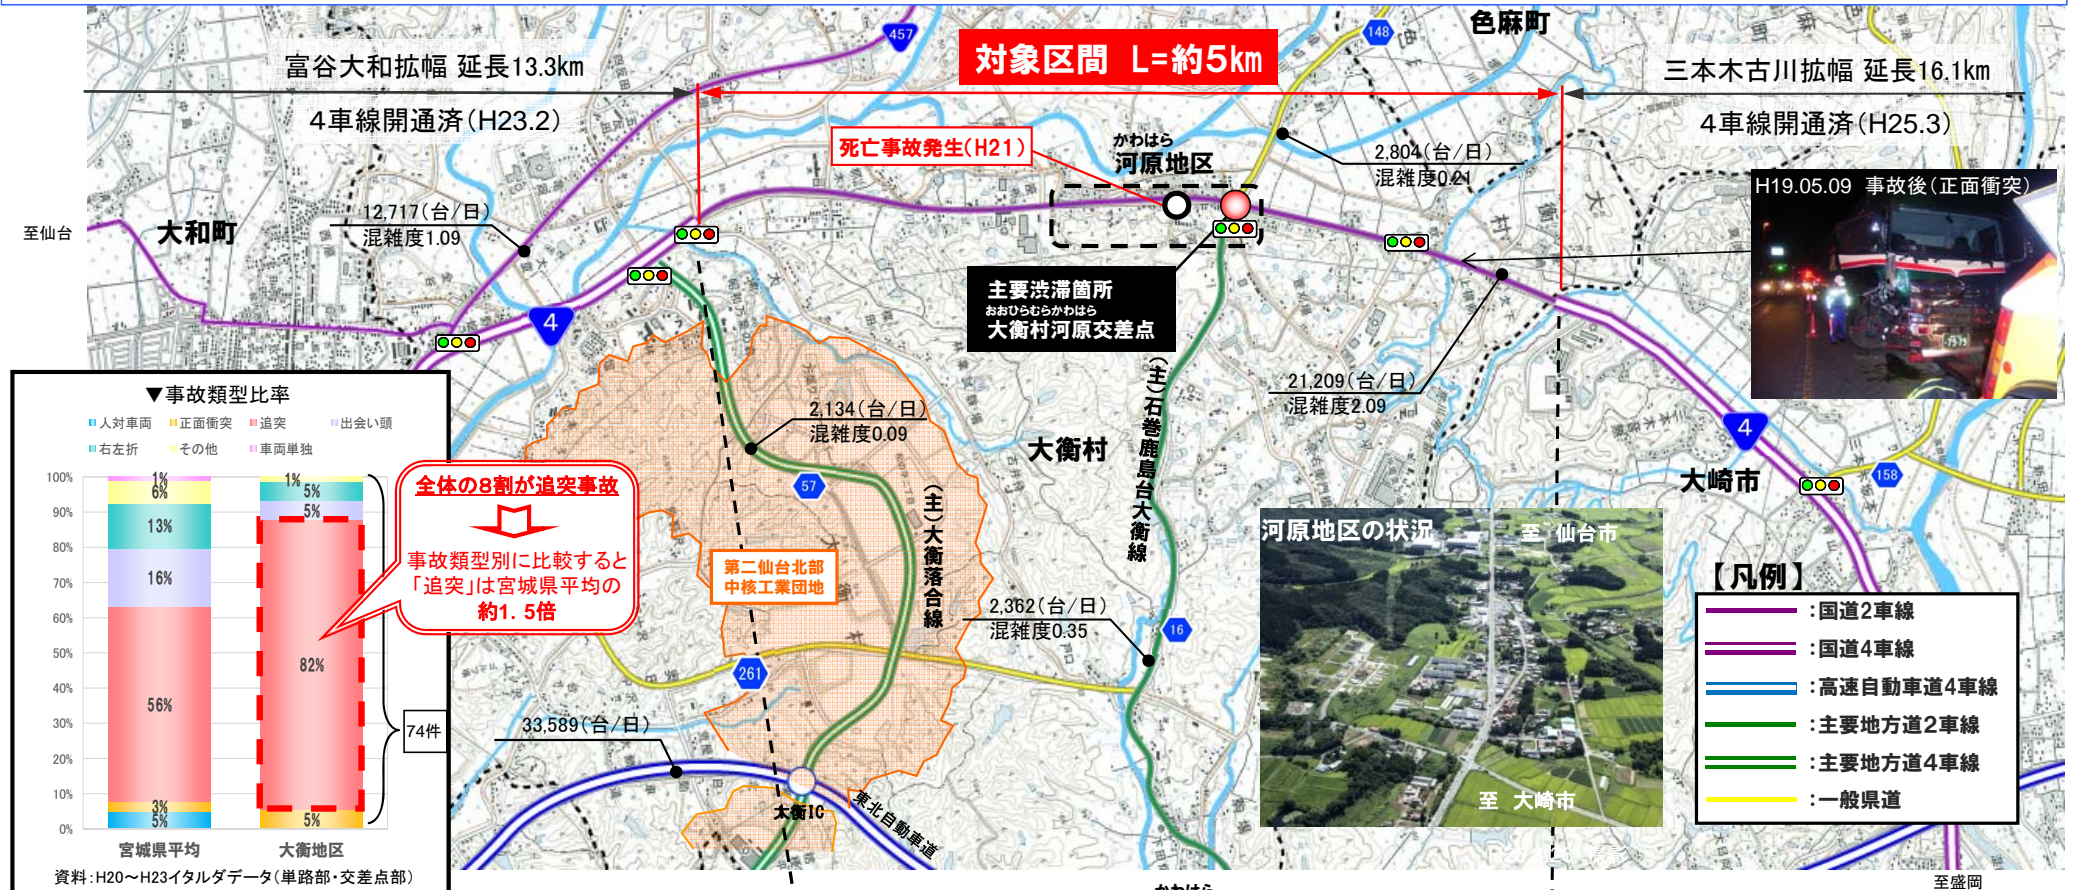 富谷大和拡幅 延長13.3km
4車線開通済(H23.2)
対象区間 L=約5km
色麻町
三本木古川拡幅 延長16.1km
4車線開通済(H25.3)
457
148
死亡事故発生(H21)
かわはら
河原地区
2,804(台/日)
混雑度0.21
H19.05.09 事故後(正面衝突)
至仙台
大和町
12,717(台/日)
混雑度1.09
4
主要渋滞箇所
おおひらむらかわはら
大衡村河原交差点
21,209(台/日)
混雑度2.09
(主)石巻鹿島台大衡線
2,134(台/日)
混雑度0.09
大衡村
57
(主)大衡落合線
第二仙台北部
中核工業団地
2,362(台/日)
混雑度0.35
16
261
33,589(台/日)
大衡IC
東北自動車道
4
大崎市
158
河原地区の状況
至 仙台市
至 大崎市
【凡例】
:国道2車線
:国道4車線
:高速自動車道4車線
:主要地方道2車線
:主要地方道4車線
:一般県道
▼事故類型比率
人対車両 正面衝突 追突 出会い頭
右左折 その他 車両単独
100%
90%
80%
70%
60%
50%
40%
30%
20%
10%
0%
1%
6%
13%
16%
56%
3%
5%
1%
5%
5%
82%
5%
宮城県平均 大衡地区
74件
全体の8割が追突事故
事故類型別に比較すると
「追突」は宮城県平均の
約1.5倍
資料:H20~H23イタルダデータ(単路部・交差点部)
かわはら
至盛岡